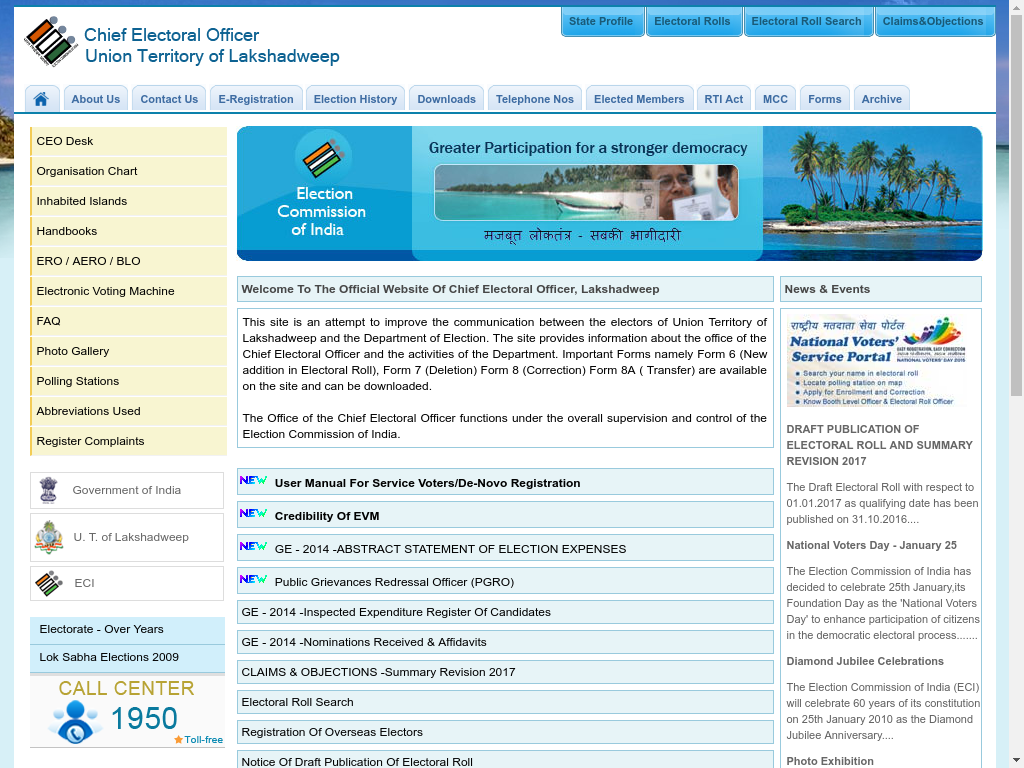 Chief Electoral Officer
Union Territory of Lakshadweep
State Profile
Electoral Rolls
Electoral Roll Search
Claims&Objections
About Us
Contact Us
E-Registration
Election History
Downloads
Telephone Nos
Elected Members
RTI Act
MCC
Forms
Archive
CEO Desk
Organisation Chart
Inhabited Islands
Handbooks
ERO / AERO / BLO
Electronic Voting Machine
FAQ
Photo Gallery
Polling Stations
Abbreviations Used
Register Complaints
Government of India
U. T. of Lakshadweep
ECI
Electorate - Over Years
Lok Sabha Elections 2009
CALL CENTER
1950
Toll-free
Election
Commission
of India
Greater Participation for a stronger democracy
मजबूत लोकतंत्र - सबकी भागीदारी
Welcome To The Official Website Of Chief Electoral Officer, Lakshadweep
This site is an attempt to improve the communication between the electors of Union Territory of
Lakshadweep and the Department of Election. The site provides information about the office of the
Chief Electoral Officer and the activities of the Department. Important Forms namely Form 6 (New
addition in Electoral Roll), Form 7 (Deletion) Form 8 (Correction) Form 8A ( Transfer) are available
on the site and can be downloaded.
The Office of the Chief Electoral Officer functions under the overall supervision and control of the
Election Commission of India.
NEW User Manual For Service Voters/De-Novo Registration
NEW Credibility Of EVM
NEW GE - 2014 -ABSTRACT STATEMENT OF ELECTION EXPENSES
NEW Public Grievances Redressal Officer (PGRO)
GE - 2014 -Inspected Expenditure Register Of Candidates
GE - 2014 -Nominations Received & Affidavits
CLAIMS & OBJECTIONS -Summary Revision 2017
Electoral Roll Search
Registration Of Overseas Electors
Notice Of Draft Publication Of Electoral Roll
News & Events
राष्ट्रीय मतदाता सेवा पोर्टल
National Voters'
Service Portal
NATIONAL VOTERS' DAY 2015
Search your name in electoral roll
Locate polling station on map
Apply for Enrollment and Correction
Know Booth Level Officer & Electoral Roll Officer
DRAFT PUBLICATION OF
ELECTORAL ROLL AND SUMMARY
REVISION 2017
The Draft Electoral Roll with respect to
01.01.2017 as qualifying date has been
published on 31.10.2016....
National Voters Day - January 25
The Election Commission of India has
decided to celebrate 25th January,its
Foundation Day as the 'National Voters
Day' to enhance participation of citizens
in the democratic electoral process.......
Diamond Jubilee Celebrations
The Election Commission of India (ECI)
will celebrate 60 years of its constitution
on 25th January 2010 as the Diamond
Jubilee Anniversary....
Photo Exhibition